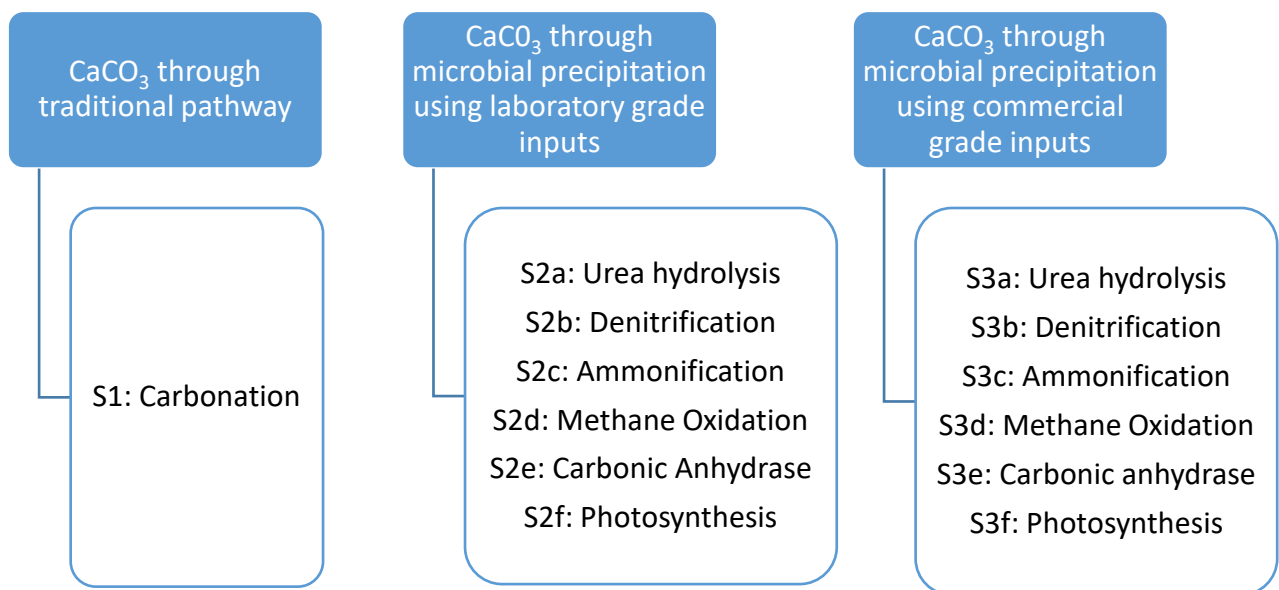 CaCO₃ through
traditional pathway
S1: Carbonation
CaC0₃ through
microbial precipitation
using laboratory grade
inputs
S2a: Urea hydrolysis
S2b: Denitrification
S2c: Ammonification
S2d: Methane Oxidation
S2e: Carbonic Anhydrase
S2f: Photosynthesis
CaCO₃ through
microbial precipitation
using commercial
grade inputs
S3a: Urea hydrolysis
S3b: Denitrification
S3c: Ammonification
S3d: Methane Oxidation
S3e: Carbonic anhydrase
S3f: Photosynthesis